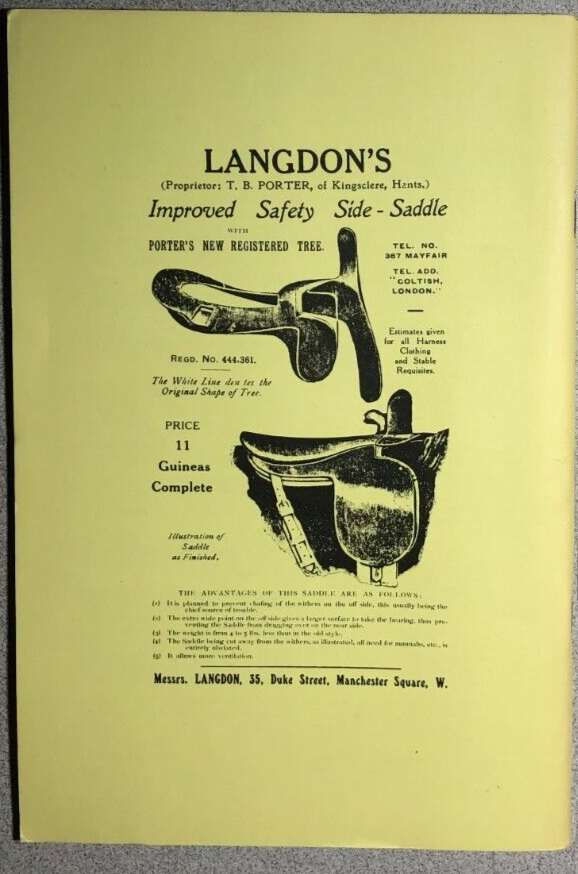 LANGDON'S
(Proprietor: T. B. PORTER, of Kingsclere, Hants.)
Improved Safety Side-Saddle
WITH
PORTER'S NEW REGISTERED TREE.
TEL. NO.
367 MAYFAIR
TEL. ADD.
"COLTISH,
LONDON."
Estimates given
for all Harness
Clothing
and Stable
Requisites.
REGD. NO. 444,361.
The White Line den tes the
Original Shape of Tree.
PRICE
11
Guineas
Complete
Illustration of
Saddle
as Finished.
THE ADVANTAGES OF THIS SADDLE ARE AS FOLLOWS:
(1) It is planned to prevent chafing of the withers on the off side, this usually being the
chief source of trouble.
(2) The extra wide point on the off side gives a larger surface to take the bearing, thus pre-
venting the Saddle from dragging over on the near side.
(3) The weight is from 4 to 5 lbs. less than in the old style.
(4) The Saddle being cut away from the withers, as illustrated, all need for numnahs, etc., is
entirely obviated.
(5) It allows more ventilation.
Messrs. LANGDON, 35, Duke Street, Manchester Square, W.